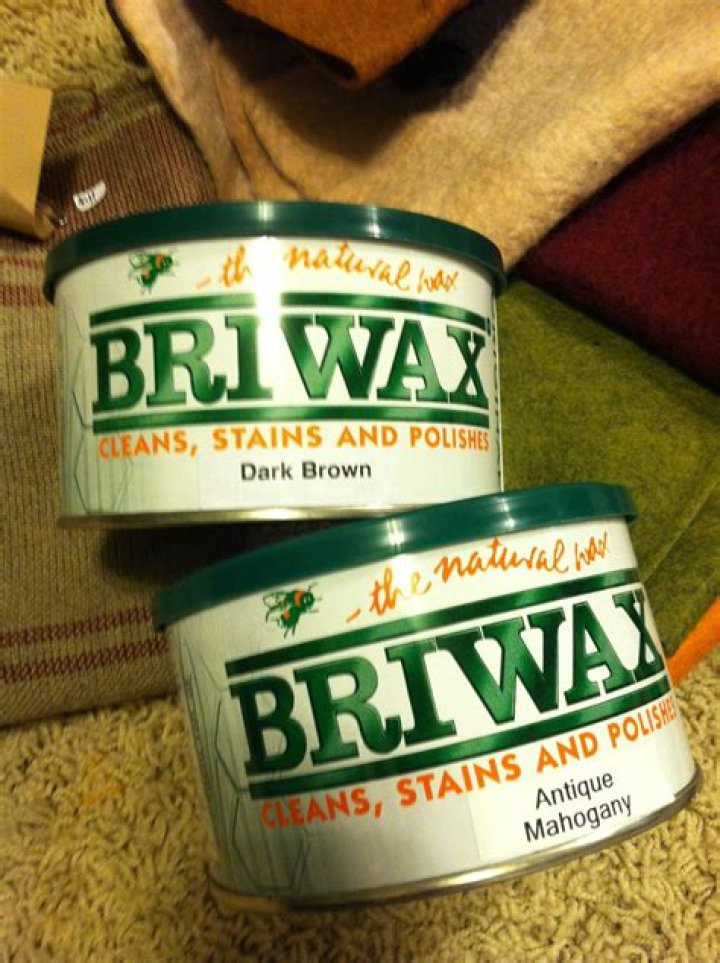 - the natural wax
BRIWAX
CLEANS, STAINS AND POLISHES
Dark Brown
- the natural wax
BRIWAX
CLEANS, STAINS AND POLISHES
Antique
Mahogany